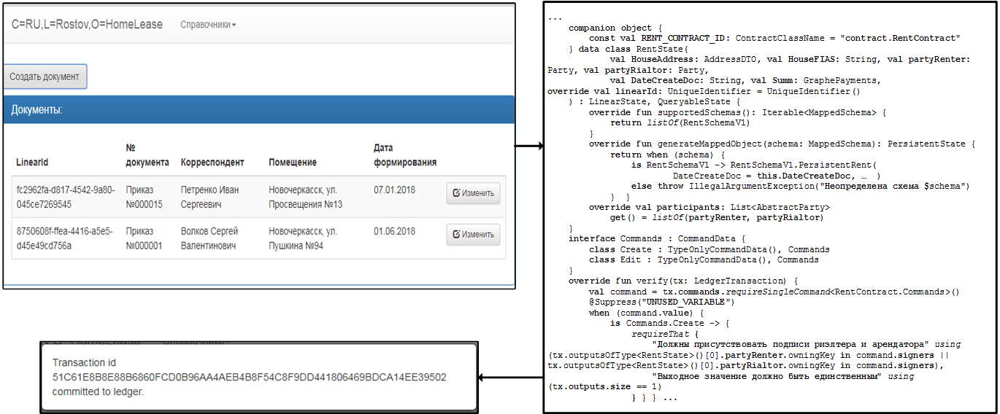 C=RU,L=Rostov,O=HomeLease Справочники
Создать документ
Документы:
LinearId № документа Корреспондент Помещение Дата формирования
fc2962fa-d817-4542-9a80- Приказ Петренко Иван Новочеркасск, ул. 07.01.2018 Изменить
045ce7269545 №000015 Сергеевич Просвещения №13
8750608f-ffea-4416-a5e5- Приказ Волков Сергей Новочеркасск, ул. 01.06.2018 Изменить
d45e49cd756a №000001 Валентинович Пушкина №94
...
companion object {
const val RENT_CONTRACT_ID: ContractClassName = "contract.RentContract"
} data class RentState(
val HouseAddress: AddressDTO, val HouseFIAS: String, val partyRenter:
Party, val partyRialtor: Party,
val DateCreateDoc: String, val Summ: GraphePayments,
override val linearId: UniqueIdentifier = UniqueIdentifier()
) : LinearState, QueryableState {
override fun supportedSchemas(): Iterable<MappedSchema> {
return listOf(RentSchemaV1)
}
override fun generateMappedObject(schema: MappedSchema): PersistentState {
return when (schema) {
is RentSchemaV1 -> RentSchemaV1.PersistentRent(
DateCreateDoc = this.DateCreateDoc, … )
else throw IllegalArgumentException("Неопределена схема $schema")
} }
override val participants: List<AbstractParty>
get() = listOf(partyRenter, partyRialtor)
}
interface Commands : CommandData {
class Create : TypeOnlyCommandData(), Commands
class Edit : TypeOnlyCommandData(), Commands
}
override fun verify(tx: LedgerTransaction) {
val command = tx.commands.requireSingleCommand<RentContract.Commands>()
@Suppress("UNUSED_VARIABLE")
when (command.value) {
is Commands.Create -> {
requireThat {
"Должны присутствовать подписи риэлтера и арендатора" using
(tx.outputsOfType<RentState>()[0].partyRenter.owningKey in command.signers ||
tx.outputsOfType<RentState>()[0].partyRialtor.owningKey in command.signers),
"Выходное значение должно быть единственным" using
(tx.outputs.size == 1)
} } } ...
Transaction id
51C61E8B8E88B6860FCD0B96AA4AEB4B8F54C8F9DD441806469BDCA14EE39502
committed to ledger.